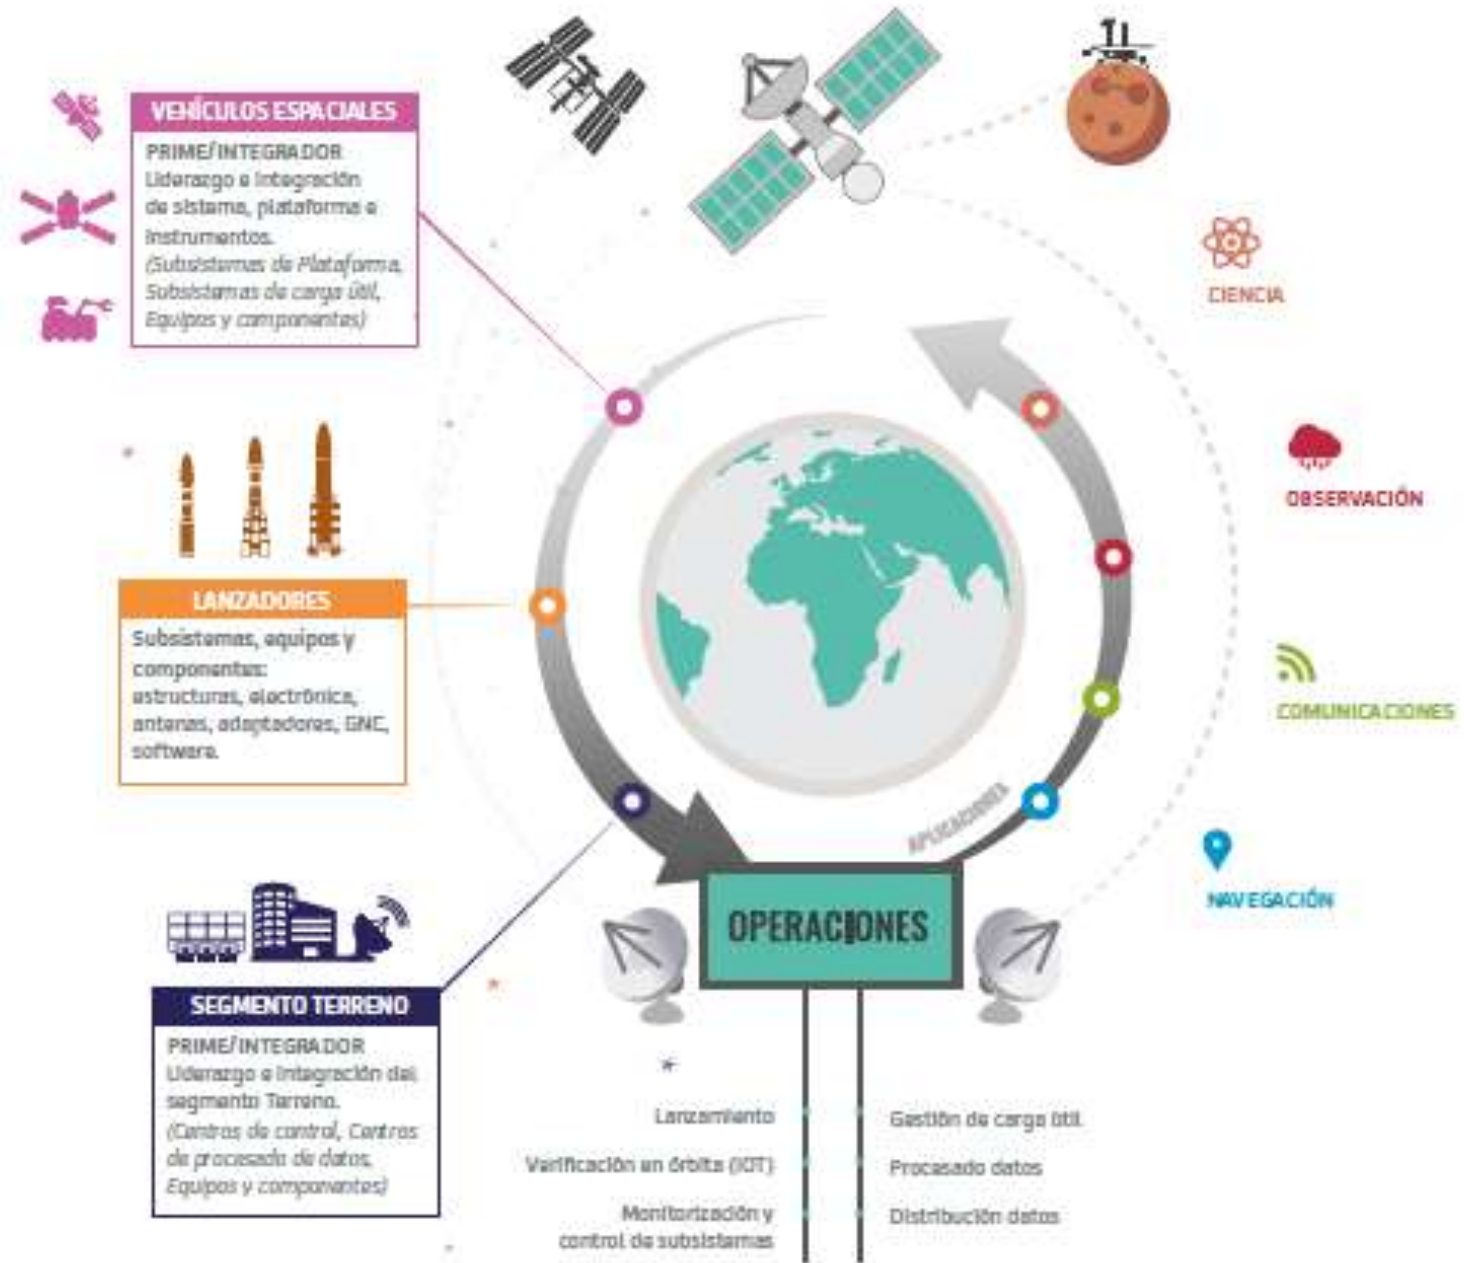 VEHÍCULOS ESPACIALES
PRIME/INTEGRADOR
Liderazgo e Integración
de sistema, plataforma e
Instrumentos.
(Subsistemas de Plataforma,
Subsistemas de carga útil,
Equipos y componentes)
CIENCIA
OBSERVACIÓN
LANZADORES
Subsistemas, equipos y
componentes:
estructuras, electrónica,
antenas, adaptadores, GNC,
software.
COMUNICACIONES
APLICACIONES
NAVEGACIÓN
OPERACIONES
SEGMENTO TERRENO
PRIME/INTEGRADOR
Liderazgo e Integración del
segmento Terreno.
(Centros de control, Centros
de procesado de datos,
Equipos y componentes)
Lanzamiento
Verificación en órbita (IOT)
Monitorización y
control de subsistemas
Gestión de carga útil
Procesado datos
Distribución datos